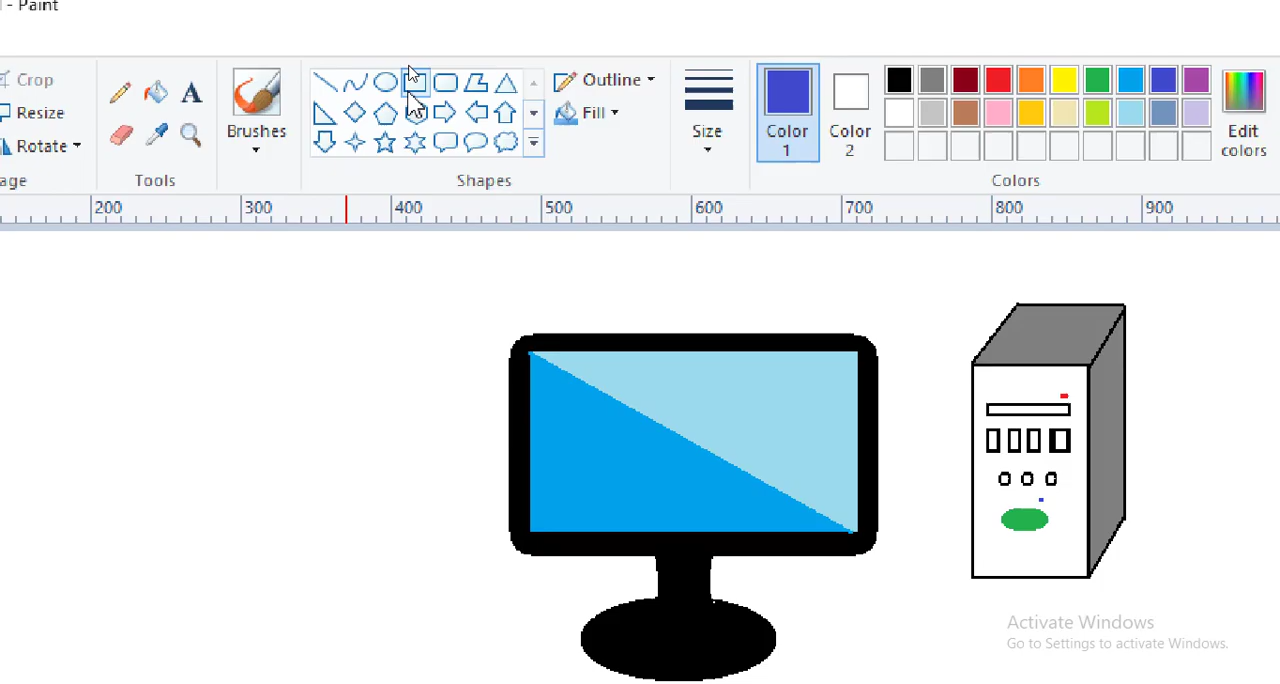 - Paint
Crop
Resize
Rotate
Brushes
Outline
Fill
Size
Color 1
Color 2
Edit colors
age
Tools
Shapes
Colors
200 300 400 500 600 700 800 900
Activate Windows
Go to Settings to activate Windows.